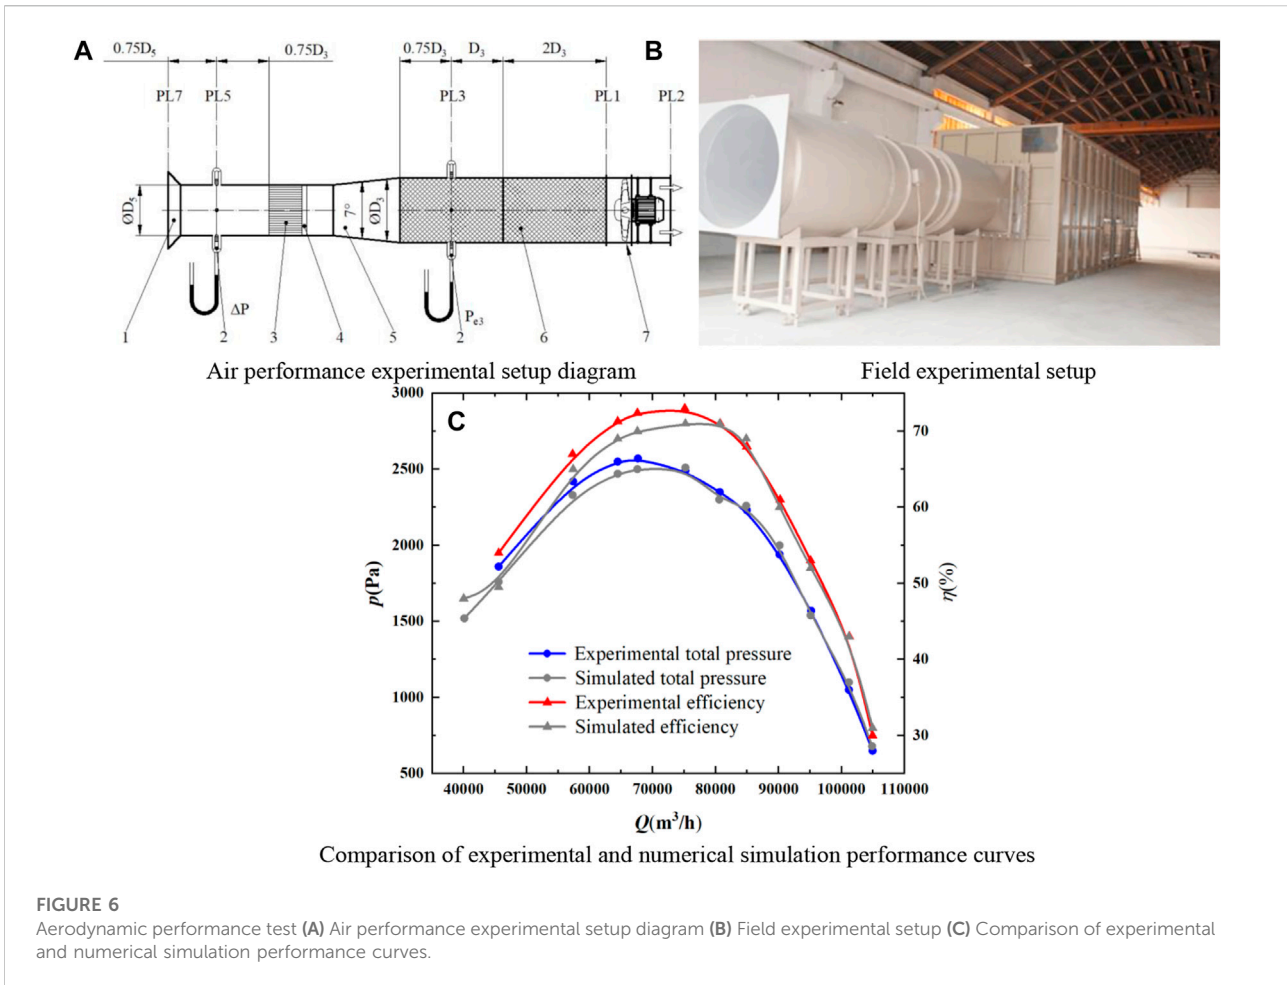 A
0.75D5
0.75D3
0.75D3
D3
2D3
B
PL7
PL5
PL3
PL1
PL2
ØD5
7°
ØD3
ΔP
Pe3
1
2
3
4
5
2
6
7
Air performance experimental setup diagram
Field experimental setup
C
3000
2500
2000
1500
1000
500
p(Pa)
70
60
50
40
30
η(%)
Experimental total pressure
Simulated total pressure
Experimental efficiency
Simulated efficiency
40000 50000 60000 70000 80000 90000 100000 110000
Q(m³/h)
Comparison of experimental and numerical simulation performance curves
FIGURE 6
Aerodynamic performance test (A) Air performance experimental setup diagram (B) Field experimental setup (C) Comparison of experimental
and numerical simulation performance curves.